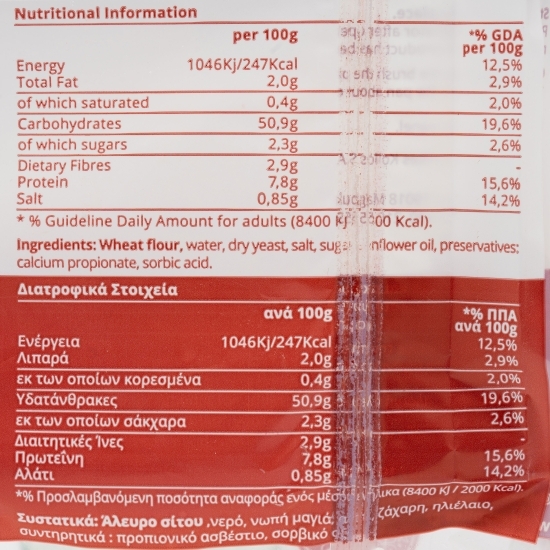 Nutritional Information
per 100g *% GDA per 100g
Energy 1046Kj/247Kcal 12,5%
Total Fat 2,0g 2,9%
of which saturated 0,4g 2,0%
Carbohydrates 50,9g 19,6%
of which sugars 2,3g 2,6%
Dietary Fibres 2,9g -
Protein 7,8g 15,6%
Salt 0,85g 14,2%
* % Guideline Daily Amount for adults (8400 Kcal).
Ingredients: Wheat flour, water, dry yeast, salt, oil, preservatives:
calcium propionate, sorbic acid.
Διατροφικά Στοιχεία
ανά 100g *% ΠΠΑ ανά 100g
Ενέργεια 1046Kj/247Kcal 12,5%
Λιπαρά 2,0g 2,9%
εκ των οποίων κορεσμένα 0,4g 2,0%
Υδατάνθρακες 50,9g 19,6%
εκ των οποίων σάκχαρα 2,3g 2,6%
Διαιτητικές Ίνες 2,9g -
Πρωτεΐνη 7,8g 15,6%
Αλάτι 0,85g 14,2%
*% Προσλαμβανόμενη ποσότητα αναφοράς ένός (8400 Kj / 2000 Kcal).
Συστατικά: Άλευρο σίτου ,νερό, νωπή μαγιά, ζάχαρη, ηλιέλαιο,
συντηρητικά : προπιονικό ασβέστιο, σορβικό